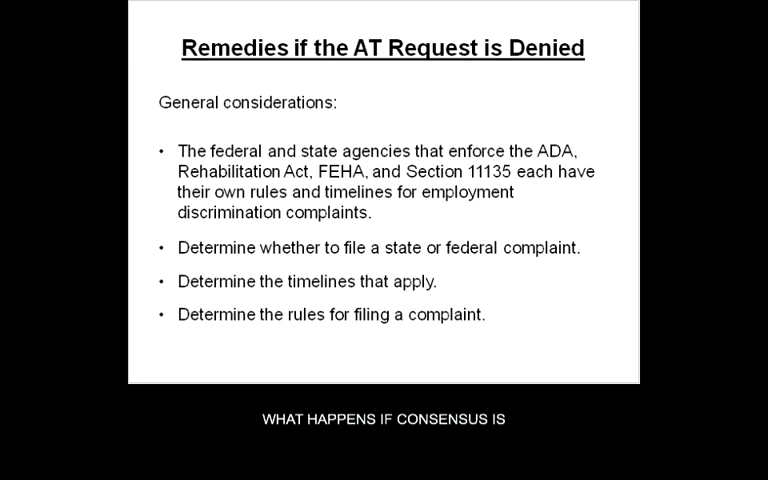 Remedies if the AT Request is Denied
General considerations:
• The federal and state agencies that enforce the ADA,
Rehabilitation Act, FEHA, and Section 11135 each have
their own rules and timelines for employment
discrimination complaints.
• Determine whether to file a state or federal complaint.
• Determine the timelines that apply.
• Determine the rules for filing a complaint.
WHAT HAPPENS IF CONSENSUS IS